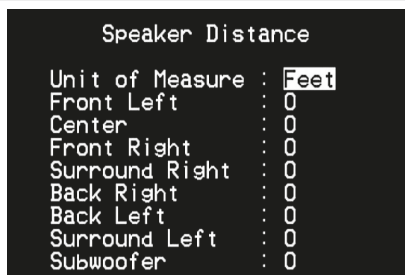 Speaker Distance
Unit of Measure : Feet
Front Left : 0
Center : 0
Front Right : 0
Surround Right : 0
Back Right : 0
Back Left : 0
Surround Left : 0
Subwoofer : 0